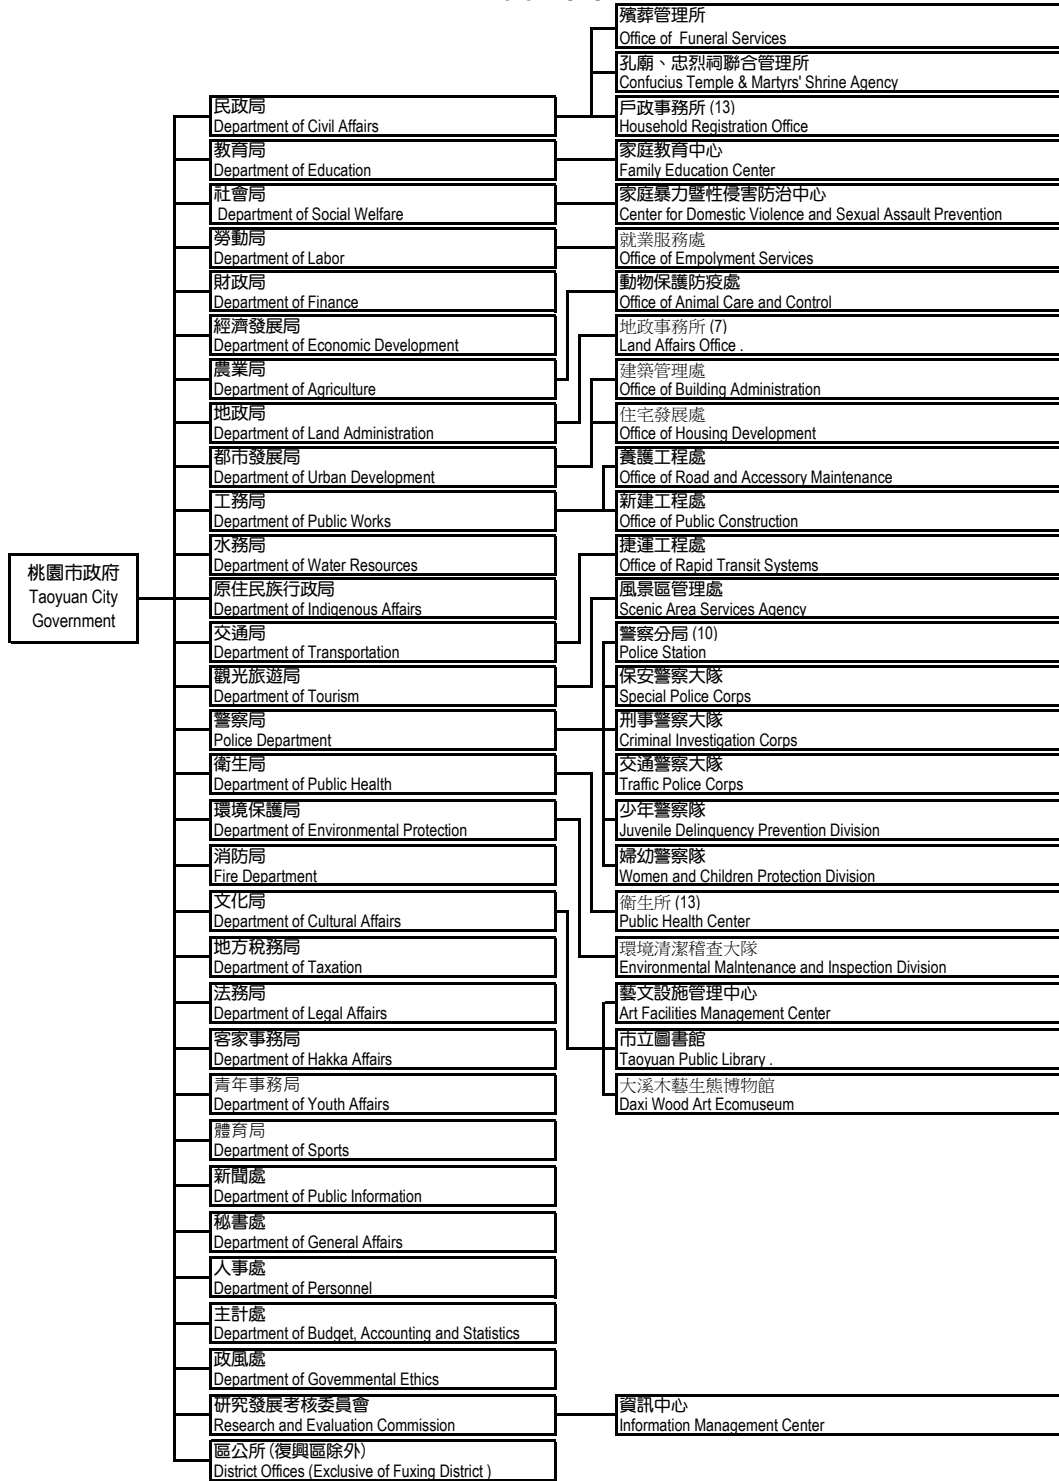 桃園市政府
Taoyuan City
Government
民政局
Department of Civil Affairs
教育局
Department of Education
社會局
Department of Social Welfare
勞動局
Department of Labor
財政局
Department of Finance
經濟發展局
Department of Economic Development
農業局
Department of Agriculture
地政局
Department of Land Administration
都市發展局
Department of Urban Development
工務局
Department of Public Works
水務局
Department of Water Resources
原住民族行政局
Department of Indigenous Affairs
交通局
Department of Transportation
觀光旅遊局
Department of Tourism
警察局
Police Department
衛生局
Department of Public Health
環境保護局
Department of Environmental Protection
消防局
Fire Department
文化局
Department of Cultural Affairs
地方稅務局
Department of Taxation
法務局
Department of Legal Affairs
客家事務局
Department of Hakka Affairs
青年事務局
Department of Youth Affairs
體育局
Department of Sports
新聞處
Department of Public Information
秘書處
Department of General Affairs
人事處
Department of Personnel
主計處
Department of Budget, Accounting and Statistics
政風處
Department of Govemmental Ethics
研究發展考核委員會
Research and Evaluation Commission
區公所 (復興區除外)
District Offices (Exclusive of Fuxing District )
殯葬管理所
Office of Funeral Services
孔廟、忠烈祠聯合管理所
Confucius Temple & Martyrs' Shrine Agency
戶政事務所 (13)
Household Registration Office
家庭教育中心
Family Education Center
家庭暴力暨性侵害防治中心
Center for Domestic Violence and Sexual Assault Prevention
就業服務處
Office of Empolyment Services
動物保護防疫處
Office of Animal Care and Control
地政事務所 (7)
Land Affairs Office .
建築管理處
Office of Building Administration
住宅發展處
Office of Housing Development
養護工程處
Office of Road and Accessory Maintenance
新建工程處
Office of Public Construction
捷運工程處
Office of Rapid Transit Systems
風景區管理處
Scenic Area Services Agency
警察分局 (10)
Police Station
保安警察大隊
Special Police Corps
刑事警察大隊
Criminal Investigation Corps
交通警察大隊
Traffic Police Corps
少年警察隊
Juvenile Delinquency Prevention Division
婦幼警察隊
Women and Children Protection Division
衛生所 (13)
Public Health Center
環境清潔稽查大隊
Environmental Malntenance and Inspection Division
藝文設施管理中心
Art Facilities Management Center
市立圖書館
Taoyuan Public Library .
大溪木藝生態博物館
Daxi Wood Art Ecomuseum
資訊中心
Information Management Center